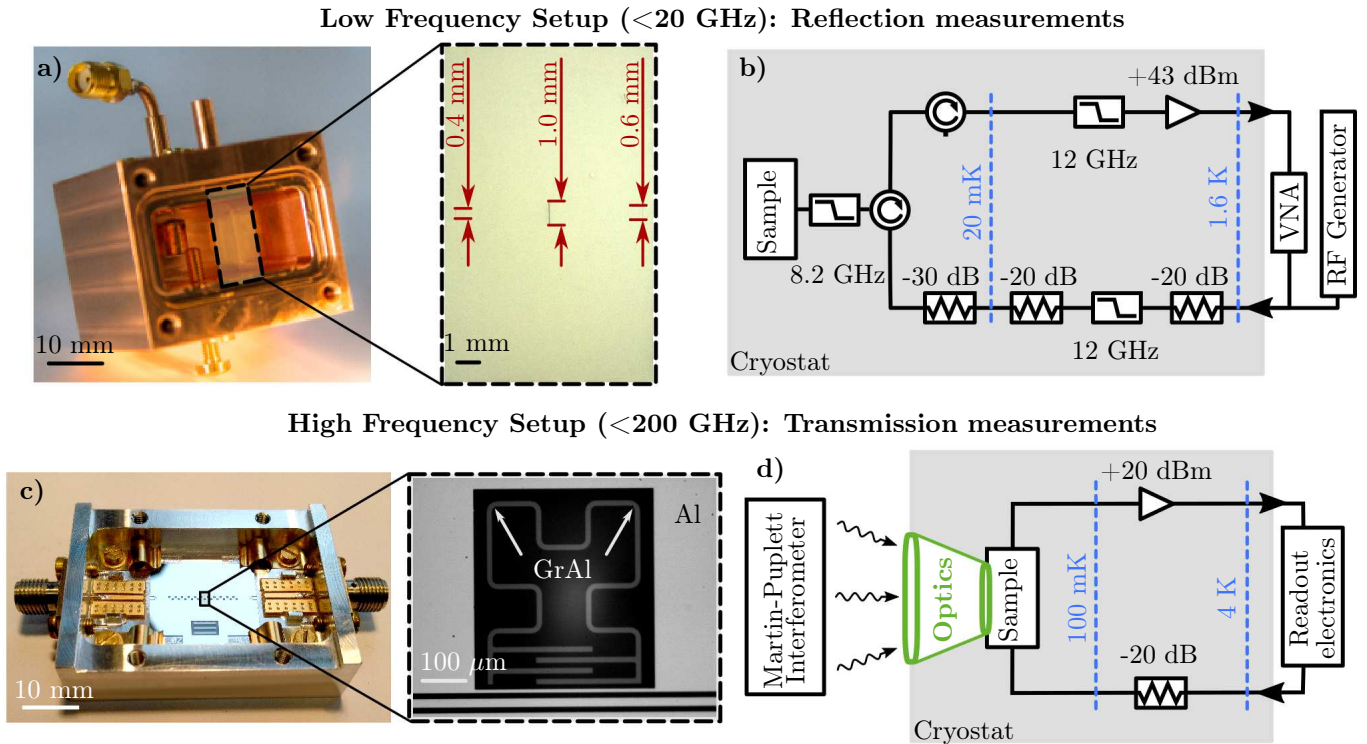 Low Frequency Setup (<20 GHz): Reflection measurements
a)
0.4 mm
1.0 mm
0.6 mm
10 mm
1 mm
b)
+43 dBm
12 GHz
Sample
8.2 GHz
20 mK
1.6 K
VNA
RF Generator
-30 dB
-20 dB
-20 dB
12 GHz
Cryostat
High Frequency Setup (<200 GHz): Transmission measurements
c)
10 mm
Al
GrAl
100 μm
d)
+20 dBm
Martin-Puplett
Interferometer
Optics
Sample
100 mK
4 K
Readout
electronics
-20 dB
Cryostat